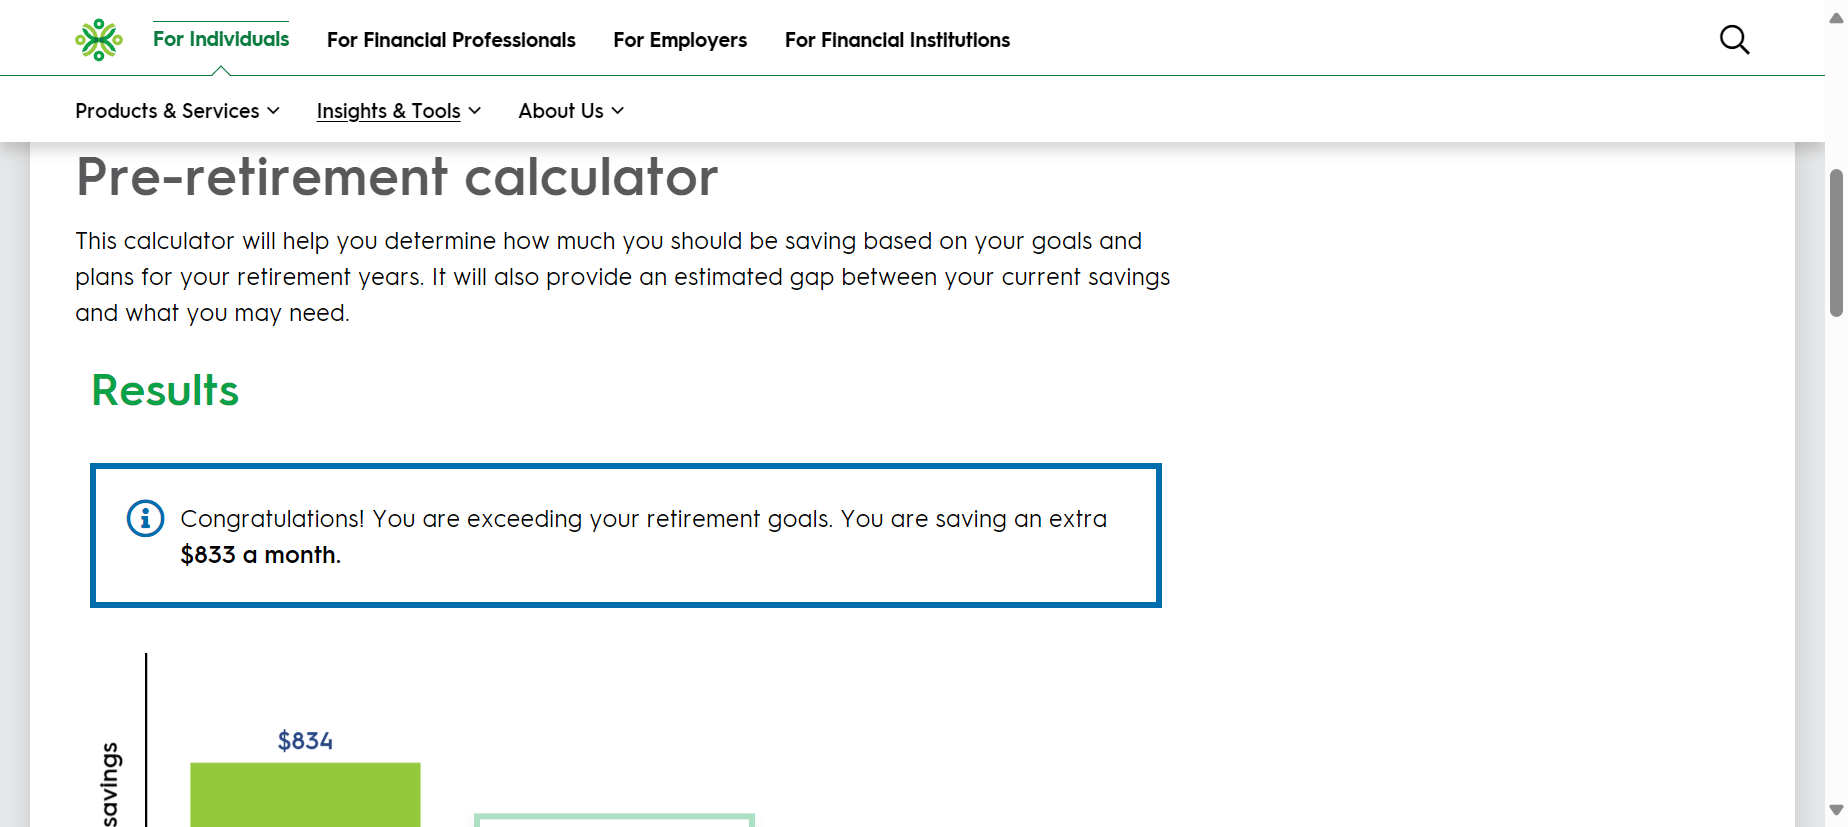 For Individuals
For Financial Professionals
For Employers
For Financial Institutions
Products & Services
Insights & Tools
About Us
Pre-retirement calculator
This calculator will help you determine how much you should be saving based on your goals and
plans for your retirement years. It will also provide an estimated gap between your current savings
and what you may need.
Results
Congratulations! You are exceeding your retirement goals. You are saving an extra
$833 a month.
$834
savings